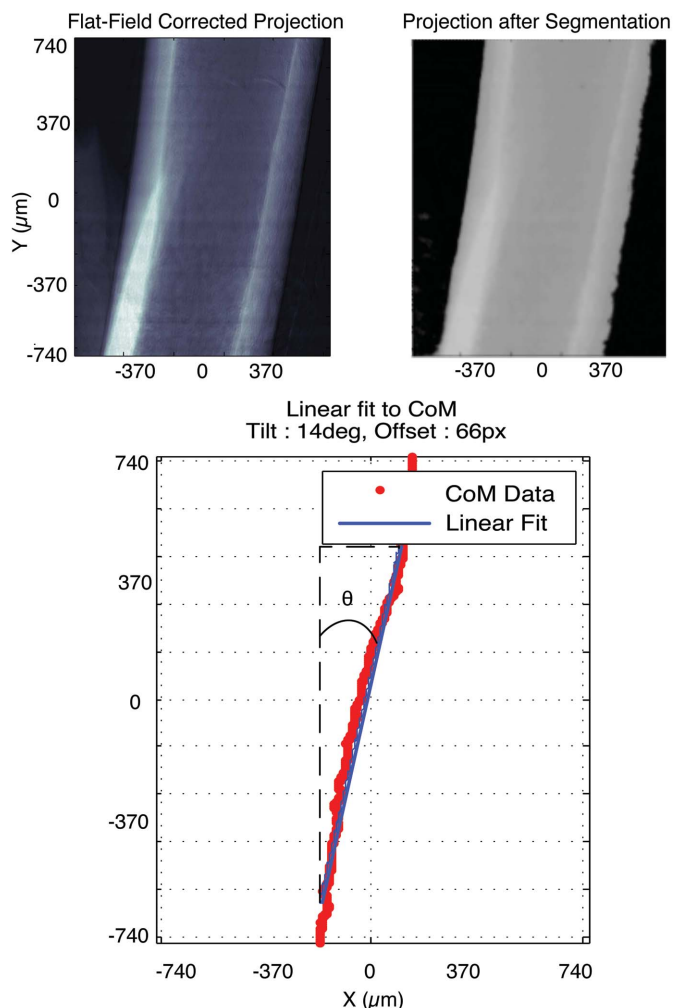 Flat-Field Corrected Projection
Projection after Segmentation
740
370
0
-370
-740
Y (μm)
-370 0 370
-370 0 370
Linear fit to CoM
Tilt : 14deg, Offset : 66px
740
370
0
-370
-740
CoM Data
Linear Fit
θ
-740 -370 0 370 740
X (μm)